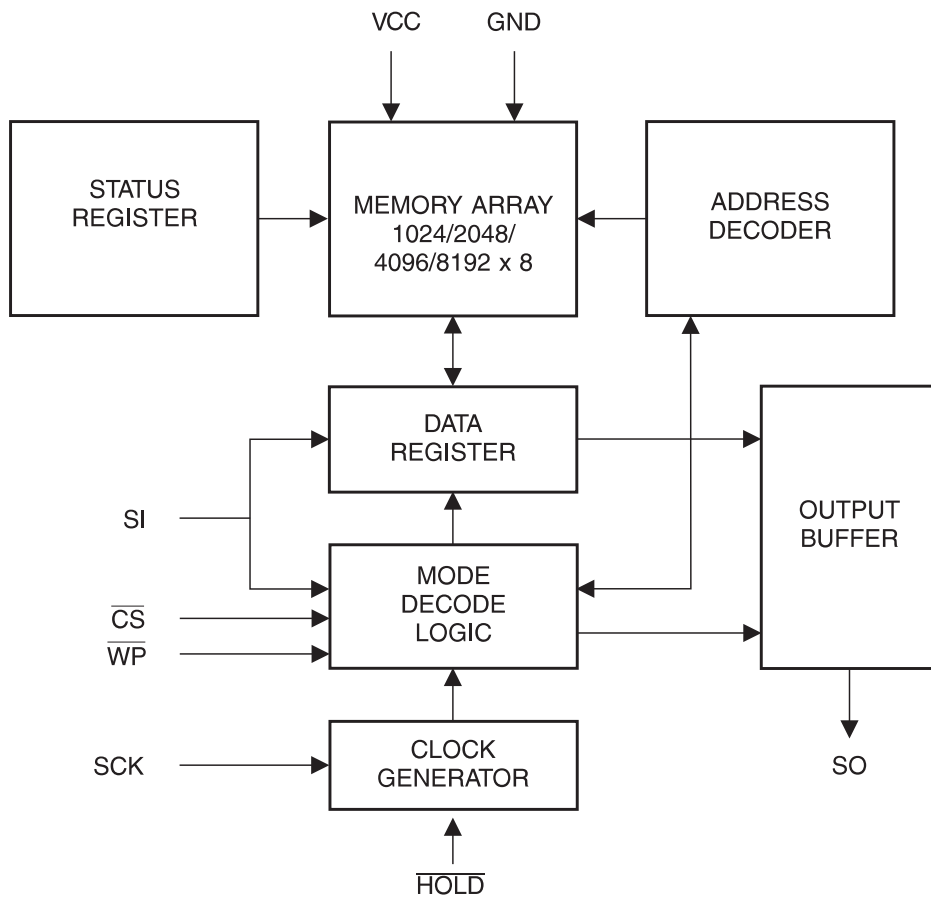 VCC
GND
STATUS
REGISTER
MEMORY ARRAY
1024/2048/
4096/8192 x 8
ADDRESS
DECODER
DATA
REGISTER
OUTPUT
BUFFER
SI
MODE
DECODE
LOGIC
CS
WP
SCK
CLOCK
GENERATOR
SO
HOLD